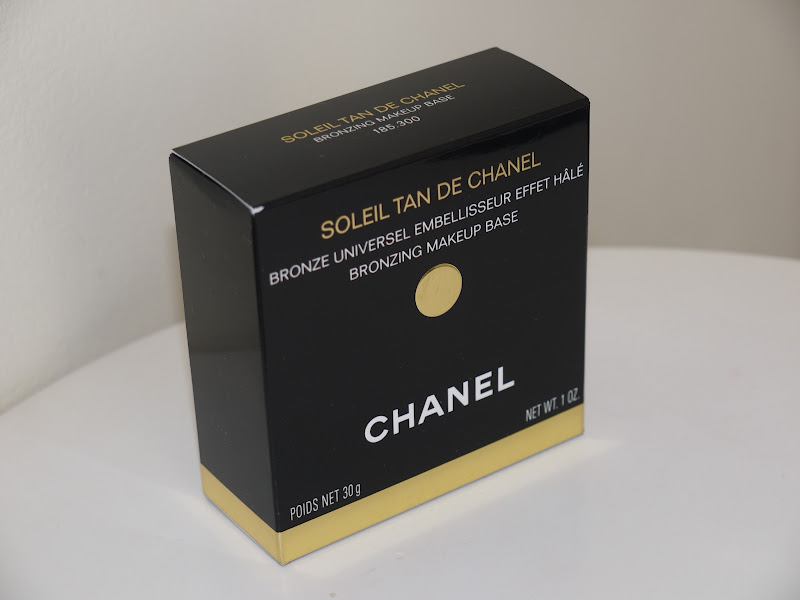 SOLEIL TAN DE CHANEL
BRONZING MAKEUP BASE
185.300
SOLEIL TAN DE CHANEL
BRONZE UNIVERSEL EMBELLISSEUR EFFET HÂLÉ
BRONZING MAKEUP BASE
CHANEL
POIDS NET 30 g
NET WT. 1 OZ.